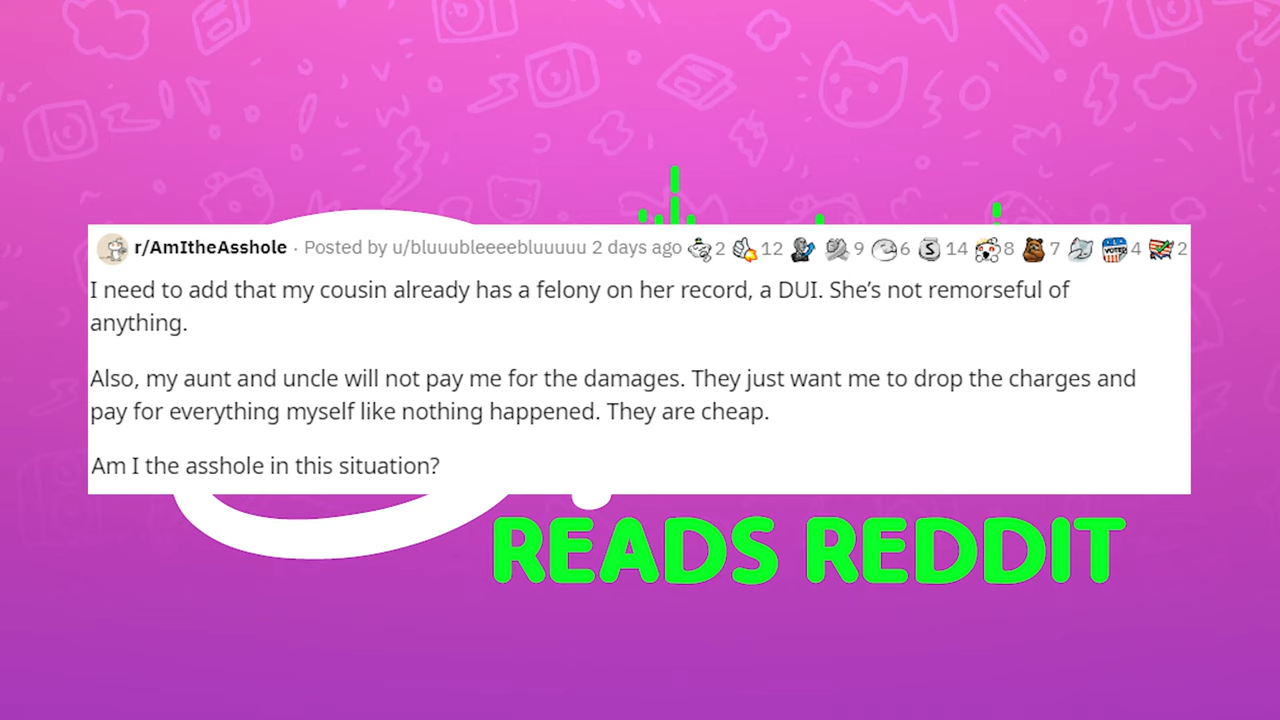 r/AmItheAsshole · Posted by u/bluuubleeeebluuuuu 2 days ago 2 12 9 6 S 14 8 7 VOTER 4 2
I need to add that my cousin already has a felony on her record, a DUI. She’s not remorseful of
anything.
Also, my aunt and uncle will not pay me for the damages. They just want me to drop the charges and
pay for everything myself like nothing happened. They are cheap.
Am I the asshole in this situation?
READS REDDIT